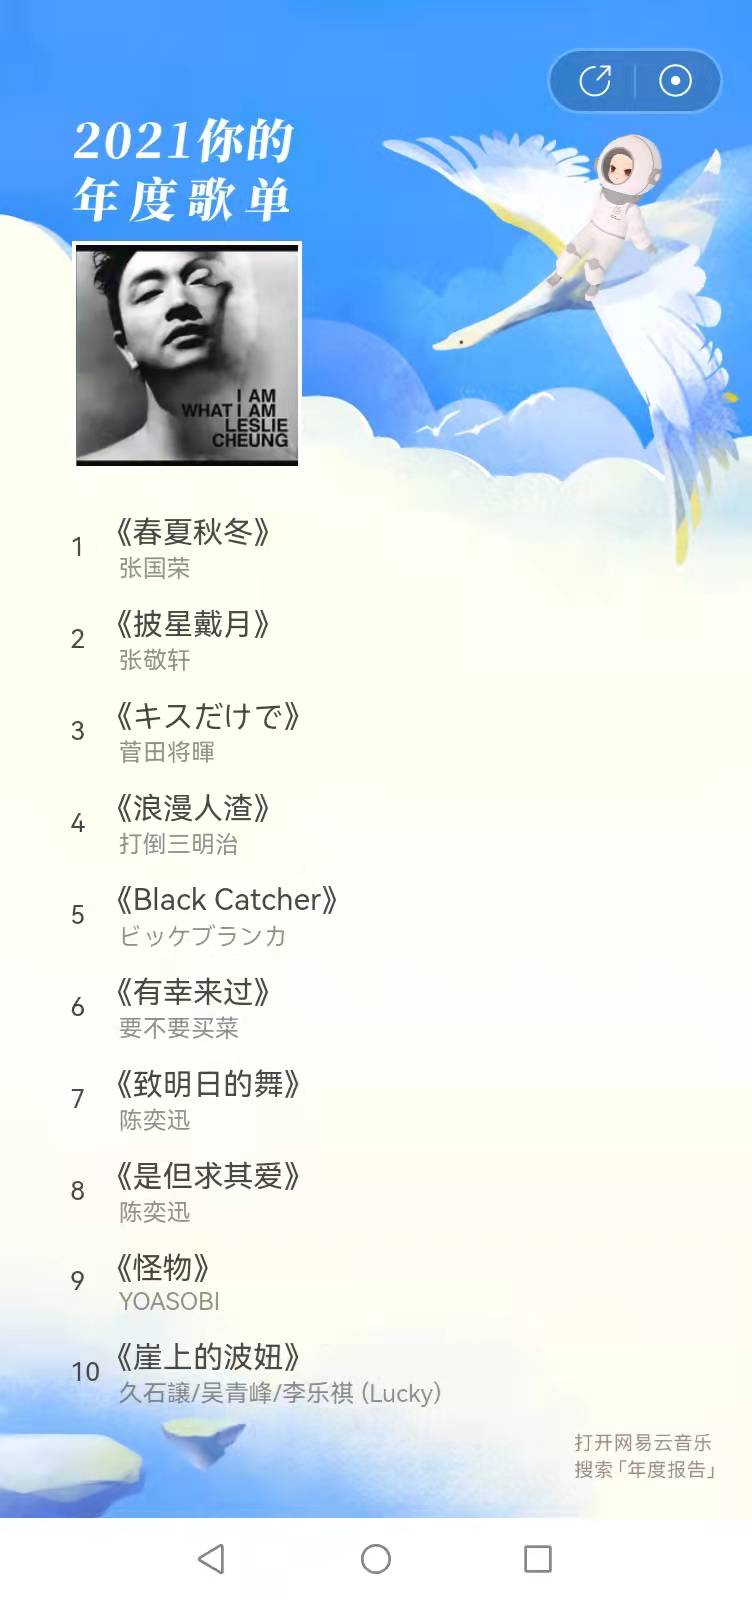 2021你的
年度歌单
I AM
WHAT I AM
LESLIE
CHEUNG
1 《春夏秋冬》
张国荣
2 《披星戴月》
张敬轩
3 《キスだけで》
菅田将暉
4 《浪漫人渣》
打倒三明治
5 《Black Catcher》
ビッケブランカ
6 《有幸来过》
要不要买菜
7 《致明日的舞》
陈奕迅
8 《是但求其爱》
陈奕迅
9 《怪物》
YOASOBI
10 《崖上的波妞》
久石譲/吴青峰/李乐祺 (Lucky)
打开网易云音乐
搜索「年度报告」